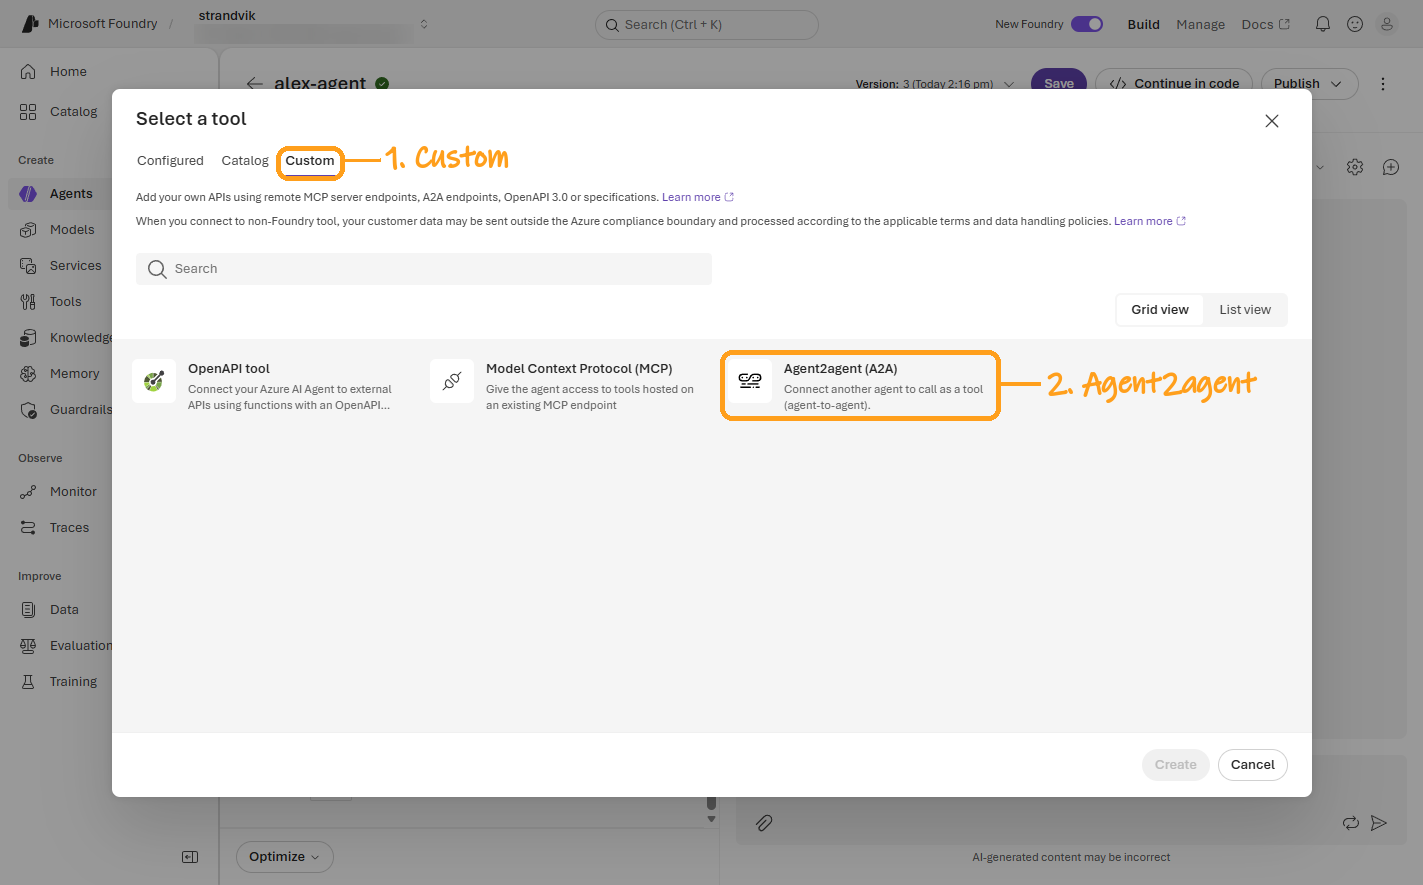 Microsoft Foundry / strandvik
Search (Ctrl + K)
New Foundry Build Manage Docs
Home
Catalog
Create
Agents
Models
Services
Tools
Knowledge
Memory
Guardrails
Observe
Monitor
Traces
Improve
Data
Evaluation
Training
alex-agent
Version: 3 (Today 2:16 pm) Save Continue in code Publish
Select a tool
Configured Catalog Custom
1. Custom
Add your own APIs using remote MCP server endpoints, A2A endpoints, OpenAPI 3.0 or specifications. Learn more
When you connect to non-Foundry tool, your customer data may be sent outside the Azure compliance boundary and processed according to the applicable terms and data handling policies. Learn more
Search
Grid view List view
OpenAPI tool
Connect your Azure AI Agent to external
APIs using functions with an OpenAPI...
Model Context Protocol (MCP)
Give the agent access to tools hosted on
an existing MCP endpoint
Agent2agent (A2A)
Connect another agent to call as a tool
(agent-to-agent).
2. Agent2agent
Create Cancel
Optimize
AI-generated content may be incorrect